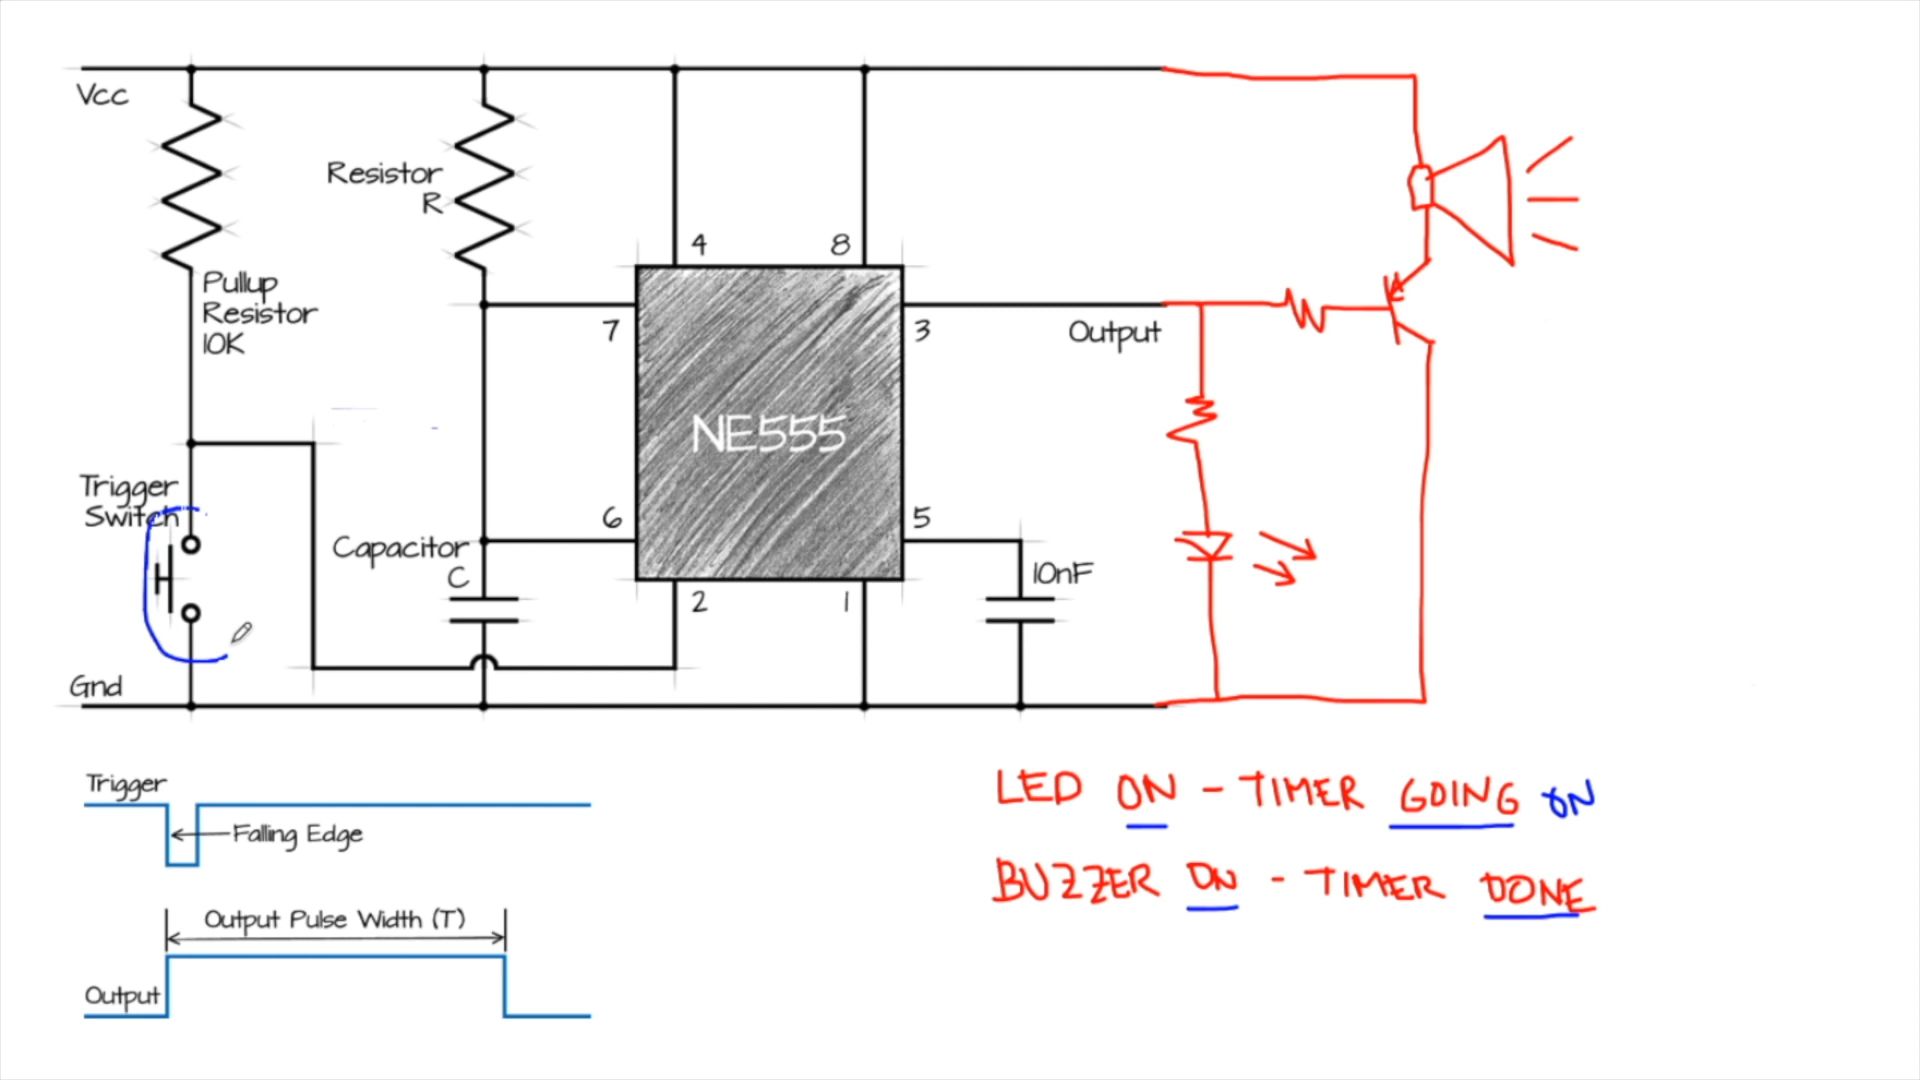 Vcc
Resistor
R
4
8
Pullup
Resistor
10K
7
3
Output
NE555
Trigger
Switch
6
5
Capacitor
C
10nF
2
1
Gnd
Trigger
Falling Edge
Output Pulse Width (T)
Output
LED ON - TIMER GOING ON
BUZZER ON - TIMER DONE